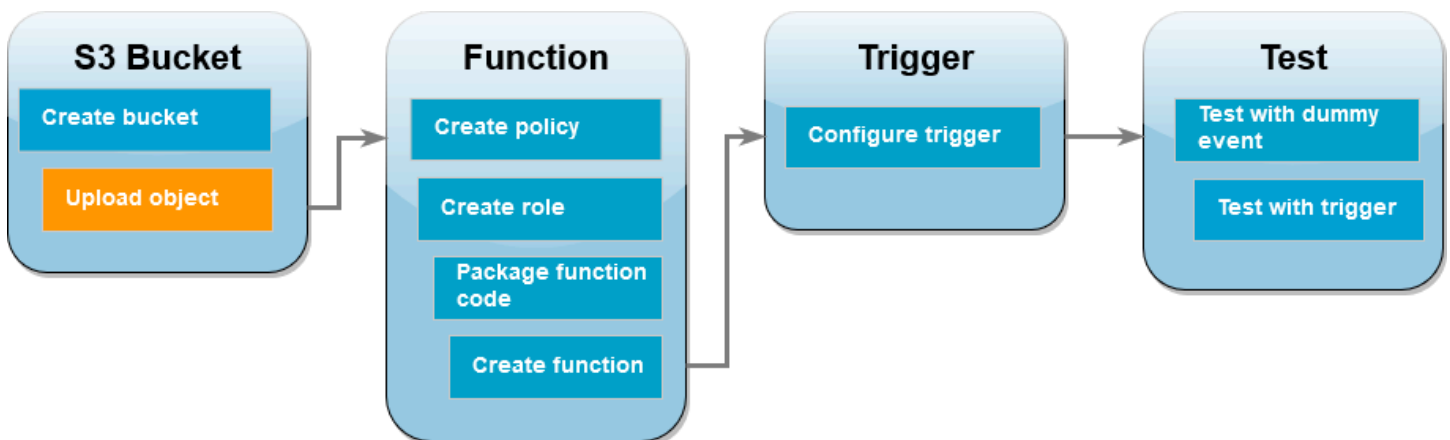 S3 Bucket
Create bucket
Upload object
Function
Create policy
Create role
Package function
code
Create function
Trigger
Configure trigger
Test
Test with dummy
event
Test with trigger